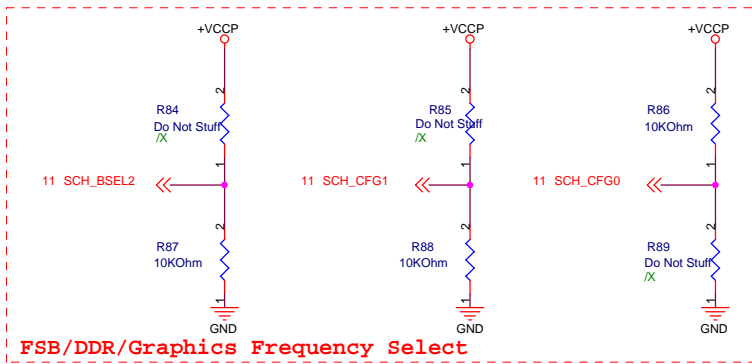 +VCCP
2
R84
Do Not Stuff
/X
1
11 SCH_BSEL2
2
R87
10KOhm
1
GND
+VCCP
2
R85
Do Not Stuff
/X
1
11 SCH_CFG1
2
R88
10KOhm
1
GND
+VCCP
2
R86
10KOhm
1
11 SCH_CFG0
2
R89
Do Not Stuff
/X
1
GND
FSB/DDR/Graphics Frequency Select